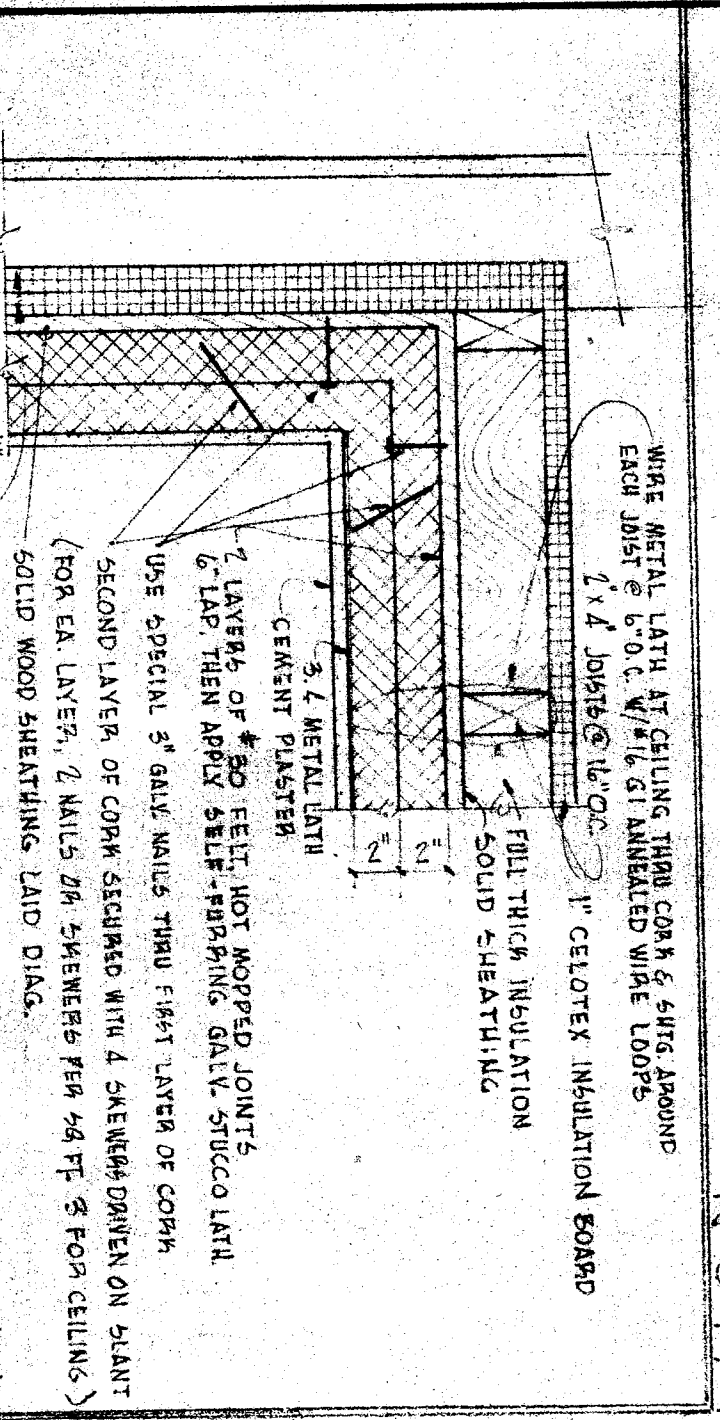 WIRE METAL LATH AT CEILING THRU CORK & SHTG AROUND
EACH JOIST @ 6" O.C. W/#16 GI ANNEALED WIRE LOOPS
2"x4" JOISTS @ 16" O.C.
1" CELOTEX INSULATION BOARD
FULL THICK INSULATION
SOLID SHEATHING
2"
2"
3.4 METAL LATH
CEMENT PLASTER
2 LAYERS OF #30 FELT, HOT MOPPED JOINTS
6" LAP, THEN APPLY SELF-FURRING GALV. STUCCO LATH.
USE SPECIAL 3" GALV. NAILS THRU FIRST LAYER OF CORK
SECOND LAYER OF CORK SECURED WITH 4 SKEWERS DRIVEN ON SLANT
(FOR EA. LAYER, 2 NAILS OR SKEWERS PER SQ FT. 3 FOR CEILING)
SOLID WOOD SHEATHING LAID DIAG.